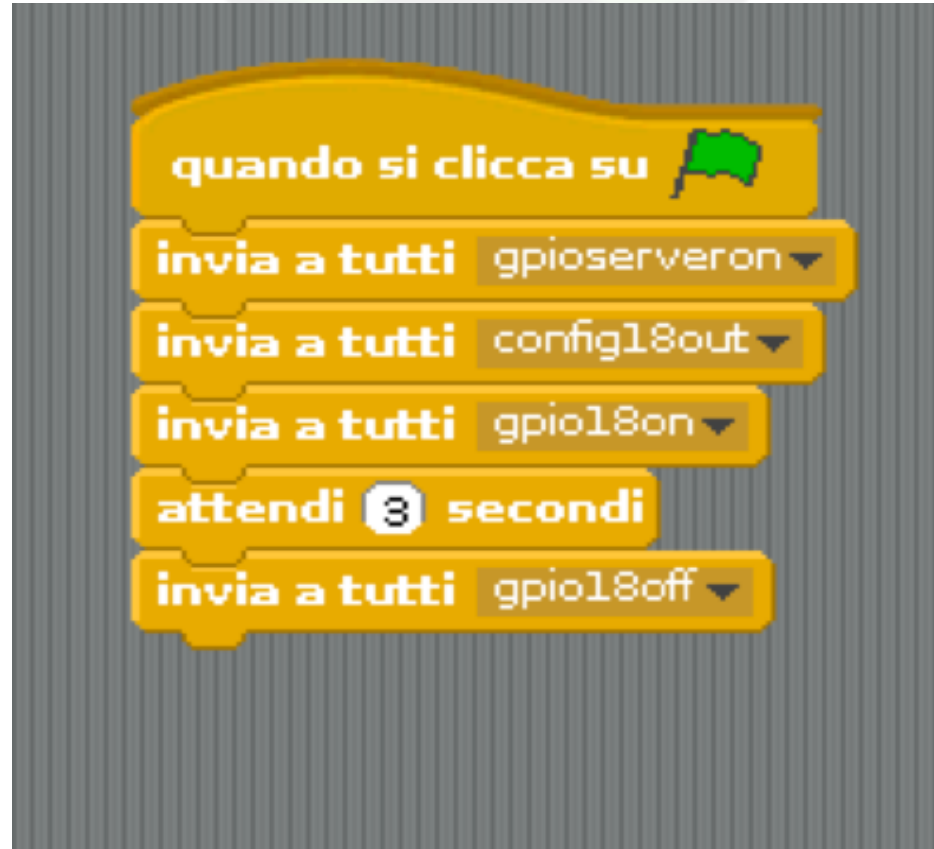 quando si clicca su
invia a tutti gpioserveron
invia a tutti config18out
invia a tutti gpio18on
attendi 3 secondi
invia a tutti gpio18off